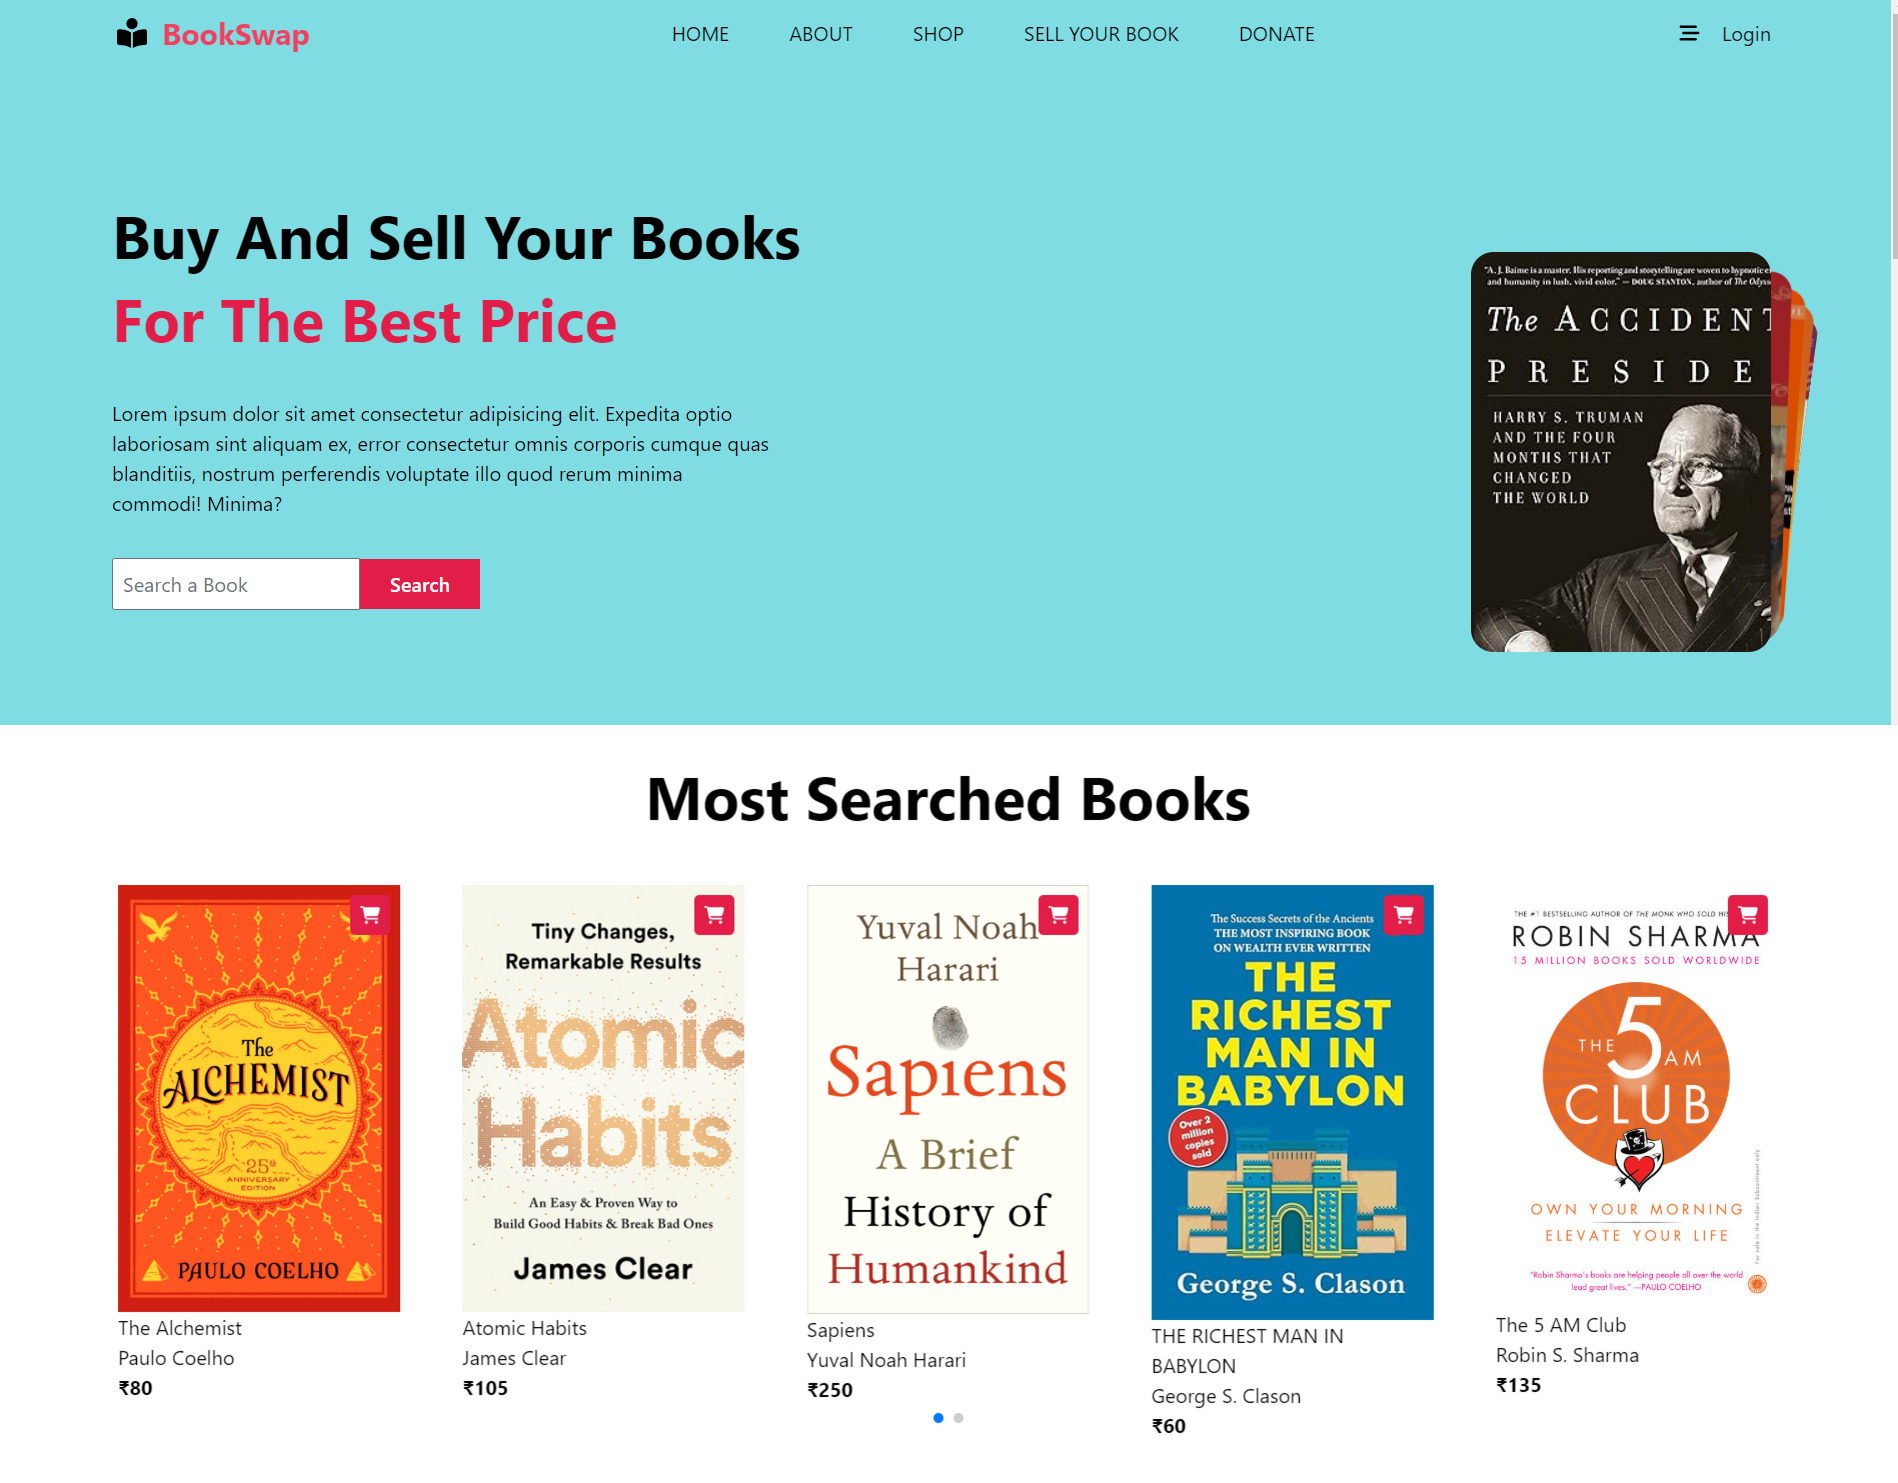 BookSwap
HOME
ABOUT
SHOP
SELL YOUR BOOK
DONATE
Login
Buy And Sell Your Books
For The Best Price
Lorem ipsum dolor sit amet consectetur adipisicing elit. Expedita optio
laboriosam sint aliquam ex, error consectetur omnis corporis cumque quas
blanditiis, nostrum perferendis voluptate illo quod rerum minima
commodi! Minima?
Search a Book
Search
"A. J. Baime is a master. His reporting and storytelling are woven to hypnotic
and humanity in lush, vivid color." — DOUG STANTON, author of The Odyss
The ACCIDENT
PRESIDE
HARRY S. TRUMAN
AND THE FOUR
MONTHS THAT
CHANGED
THE WORLD
Most Searched Books
The
ALCHEMIST
25th
ANNIVERSARY
EDITION
PAULO COELHO
The Alchemist
Paulo Coelho
₹80
Tiny Changes,
Remarkable Results
Atomic
Habits
An Easy & Proven Way to
Build Good Habits & Break Bad Ones
James Clear
Atomic Habits
James Clear
₹105
Yuval Noah
Harari
Sapiens
A Brief
History of
Humankind
Sapiens
Yuval Noah Harari
₹250
The Success Secrets of the Ancients
THE MOST INSPIRING BOOK
ON WEALTH EVER WRITTEN
THE
RICHEST
MAN IN
BABYLON
Over 2
million
copies
sold
George S. Clason
THE RICHEST MAN IN
BABYLON
George S. Clason
₹60
THE #1 BESTSELLING AUTHOR OF THE MONK WHO SOLD
ROBIN SHARMA
15 MILLION BOOKS SOLD WORLDWIDE
THE 5 AM
CLUB
OWN YOUR MORNING
ELEVATE YOUR LIFE
"Robin Sharma's books are helping people all over the world
lead great lives." —PAULO COELHO
For sale in the Indian Subcontinent only
The 5 AM Club
Robin S. Sharma
₹135